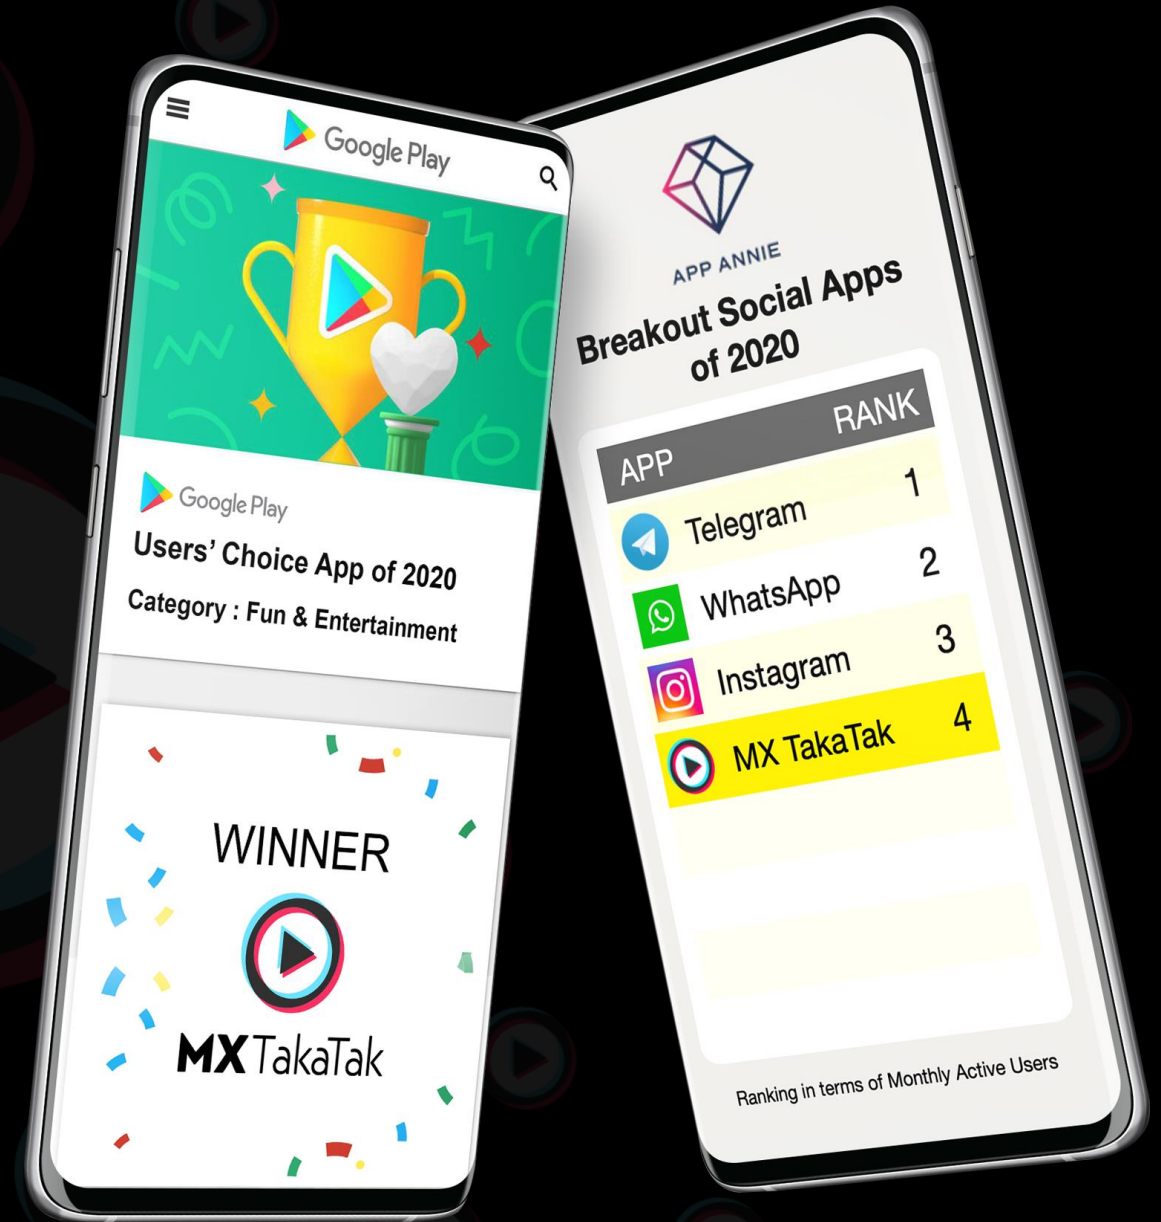 Google Play
Google Play
Users' Choice App of 2020
Category : Fun & Entertainment
WINNER
MXTakaTak
APP ANNIE
Breakout Social Apps
of 2020
APP RANK
Telegram 1
WhatsApp 2
Instagram 3
MX TakaTak 4
Ranking in terms of Monthly Active Users